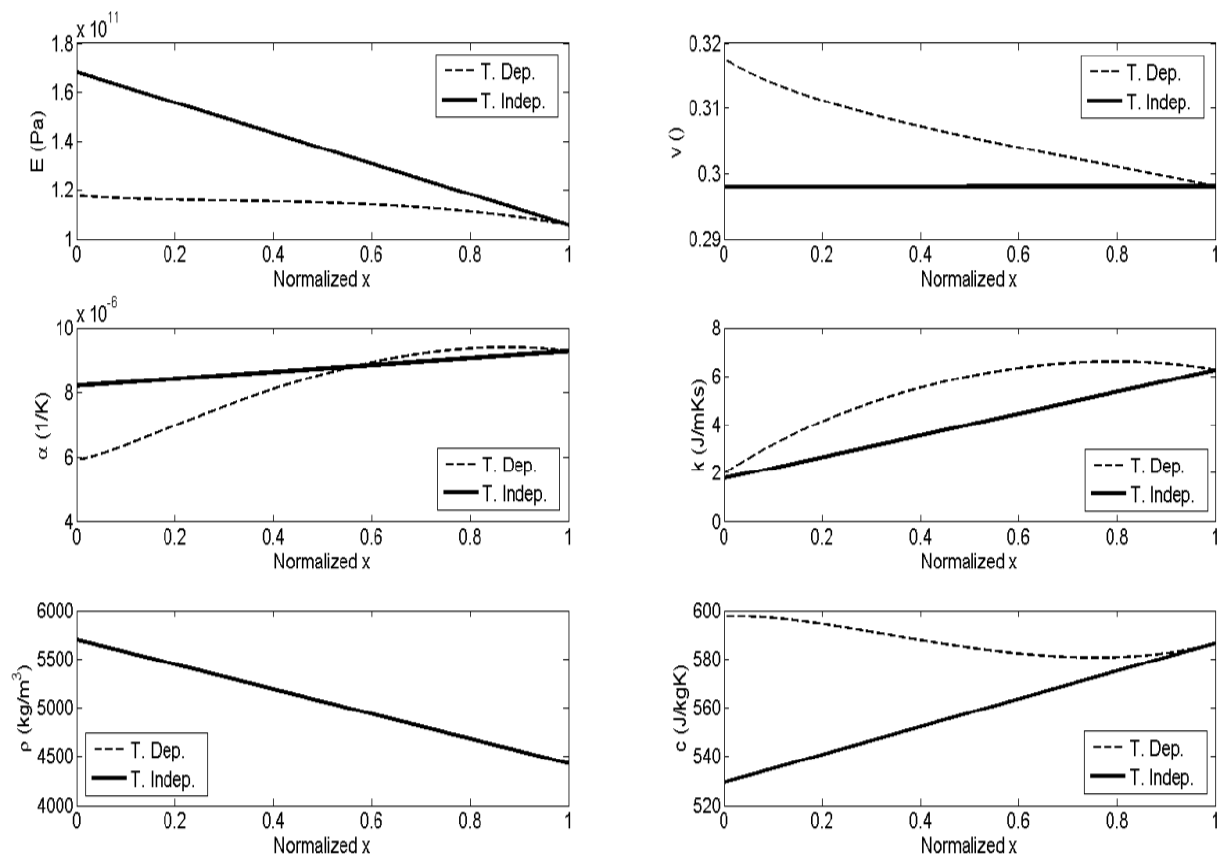 x 10^11
1.8
1.6
1.4
1.2
1
E (Pa)
T. Dep.
T. Indep.
0 0.2 0.4 0.6 0.8 1
Normalized x
0.32
0.31
0.3
0.29
ν ()
T. Dep.
T. Indep.
0 0.2 0.4 0.6 0.8 1
Normalized x
x 10^-6
10
8
6
4
α (1/K)
T. Dep.
T. Indep.
0 0.2 0.4 0.6 0.8 1
Normalized x
8
6
4
2
0
k (J/mKs)
T. Dep.
T. Indep.
0 0.2 0.4 0.6 0.8 1
Normalized x
6000
5500
5000
4500
4000
ρ (kg/m^3)
T. Dep.
T. Indep.
0 0.2 0.4 0.6 0.8 1
Normalized x
600
580
560
540
520
c (J/kgK)
T. Dep.
T. Indep.
0 0.2 0.4 0.6 0.8 1
Normalized x